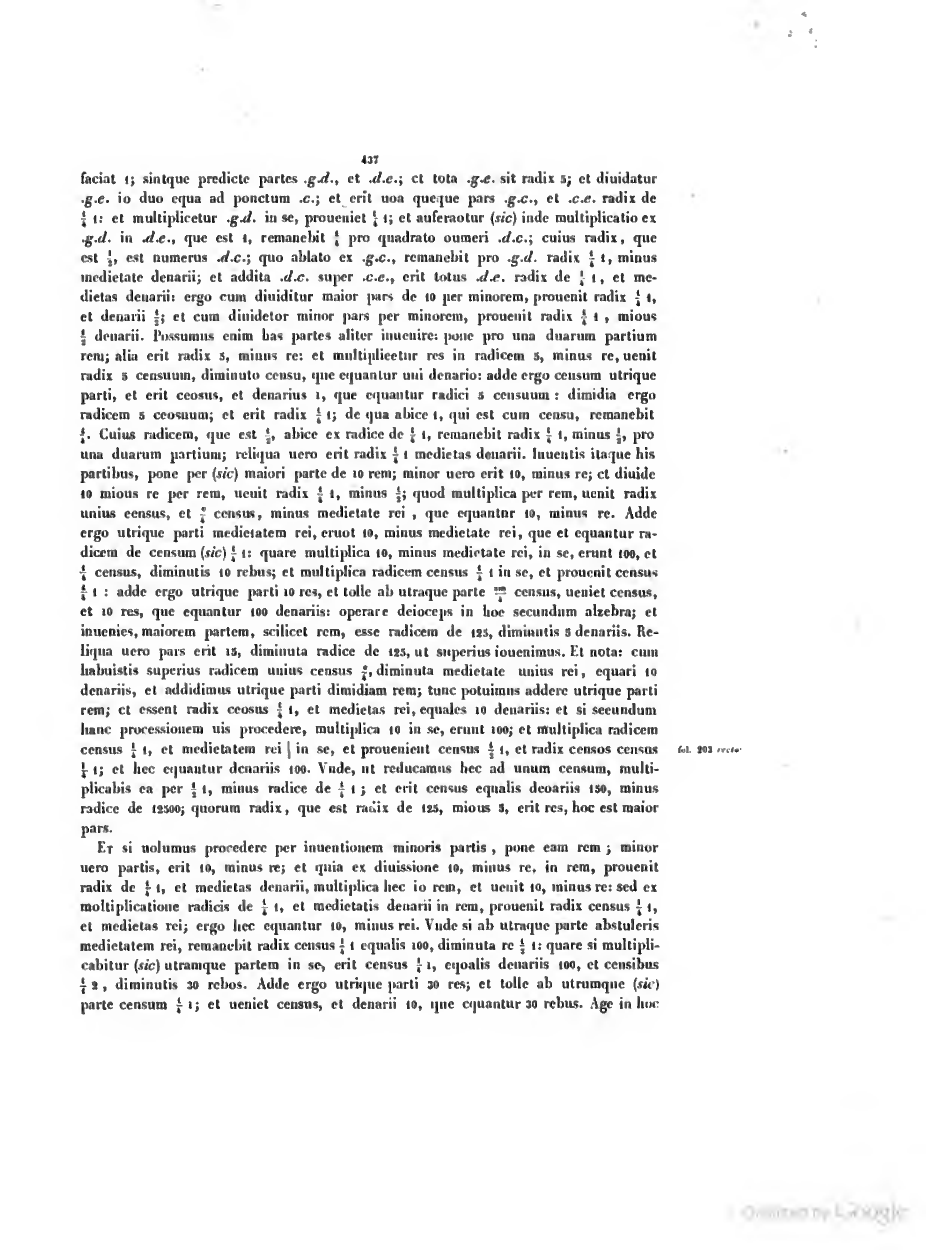 437
faciat 1; sintque predicte partes .g.d., et .d.e.; et tota .g.e. sit radix 5; et diuidatur
.g.e. io duo equa ad ponctum .c.; et erit uoa queque pars .g.c., et .c.e. radix de
1/4 1: et multiplicetur .g.d. in se, proueniet 1/4 1; et auferaotur (sic) inde multiplicatio ex
.g.d. in .d.e., que est 1, remanebit 1/4 pro quadrato oumeri .d.c.; cuius radix, que
est 1/2, est numerus .d.c.; quo ablato ex .g.c., remanebit pro .g.d. radix 1/4 1, minus
medietate denarii; et addita .d.c. super .c.e., erit totus .d.e. radix de 1/4 1, et me-
dietas denarii: ergo cum diuiditur maior pars de 10 per minorem, prouenit radix 1/4 1,
et denarii 1/2; et cum diuidetor minor pars per minorem, prouenit radix 1/4 1, mious
1/2 denarii. Possumus enim has partes aliter inuenire: pone pro una duarum partium
rem; alia erit radix 5, minus re: et multiplicetur res in radicem 5, minus re, uenit
radix 5 censuum, diminuto censu, que equantur uni denario: adde ergo censum utrique
parti, et erit ceosus, et denarius 1, que equantur radici 5 censuum : dimidia ergo
radicem 5 ceosuum; et erit radix 1/4 1; de qua abice 1, qui est cum censu, remanebit
1/4. Cuius radicem, que est 1/2, abice ex radice de 1/4 1, remanebit radix 1/4 1, minus 1/2, pro
una duarum partium; reliqua uero erit radix 1/4 1 medietas denarii. Inuentis itaque his
partibus, pone per (sic) maiori parte de 10 rem; minor uero erit 10, minus re; et diuide
10 mious re per rem, ueuit radix 1/4 1, minus 1/2; quod multiplica per rem, uenit radix
unius census, et census, minus medietate rei , que equantur 10, minus re. Adde
ergo utrique parti medietatem rei, eruot 10, minus medietate rei, que et equantur ra-
dicem de censum (sic) 1/4 1: quare multiplica 10, minus medietate rei, in se, erunt 100, et
1/4 census, diminutis 10 rebus; et multiplica radicem census 1/4 1 in se, et prouenit census
1/4 1 : adde ergo utrique parti 10 res, et tolle ab utraque parte census, ueniet census,
et 10 res, que equantur 100 denariis: operare deioceps in hoc secundum alzebra; et
inuenies, maiorem partem, scilicet rem, esse radicem de 125, diminutis 5 denariis. Re-
liqua uero pars erit 15, diminuta radice de 125, ut superius iouenimus. Et nota: cum
habuistis superius radicem unius census, diminuta medietate unius rei, equari 10
denariis, et addidimus utrique parti dimidiam rem; tunc potuimus addere utrique parti
rem; et essent radix ceosus 1/4 1, et medietas rei, equales 10 denariis: et si secundum
hanc processionem uis procedere, multiplica 10 in se, erunt 100; et multiplica radicem
census 1/4 1, et medietatem rei | in se, et prouenient census 1/2 1, et radix censos census
1/4 1; et hec equantur denariis 100. Vnde, ut reducamus hec ad unum censum, multi-
plicabis ea per 1/2 1, minus radice de 1/4 1 ; et erit census equalis deoariis 150, minus
radice de 12500; quorum radix, que est radix de 125, mious 5, erit res, hoc est maior
pars.
Et si uolumus procedere per inuentionem minoris partis , pone eam rem ; minor
uero partis, erit 10, minus re; et quia ex diuissione 10, minus re, in rem, prouenit
radix de 1/4 1, et medietas denarii, multiplica hec io rem, et uenit 10, minus re: sed ex
moltiplicatione radicis de 1/4 1, et medietatis denarii in rem, prouenit radix census 1/4 1,
et medietas rei; ergo hec equantur 10, minus rei. Vnde si ab utraque parte abstuleris
medietatem rei, remanebit radix census 1/4 1 equalis 100, diminuta re 1/2 1: quare si multipli-
cabitur (sic) utramque partem in se, erit census 1/4 1, eqoalis denariis 100, et censibus
1/4 2 , diminutis 30 rebos. Adde ergo utrique parti 30 res; et tolle ab utrumque (sic)
parte censum 1/4 1; et ueniet census, et denarii 10, que equantur 30 rebus. Age in hoc
fol. 203 recto
Digitized by Google